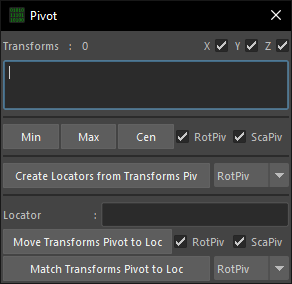 Pivot
Transforms : 0 X Y Z
Min Max Cen RotPiv ScaPiv
Create Locators from Transforms Piv RotPiv
Locator :
Move Transforms Pivot to Loc RotPiv ScaPiv
Match Transforms Pivot to Loc RotPiv